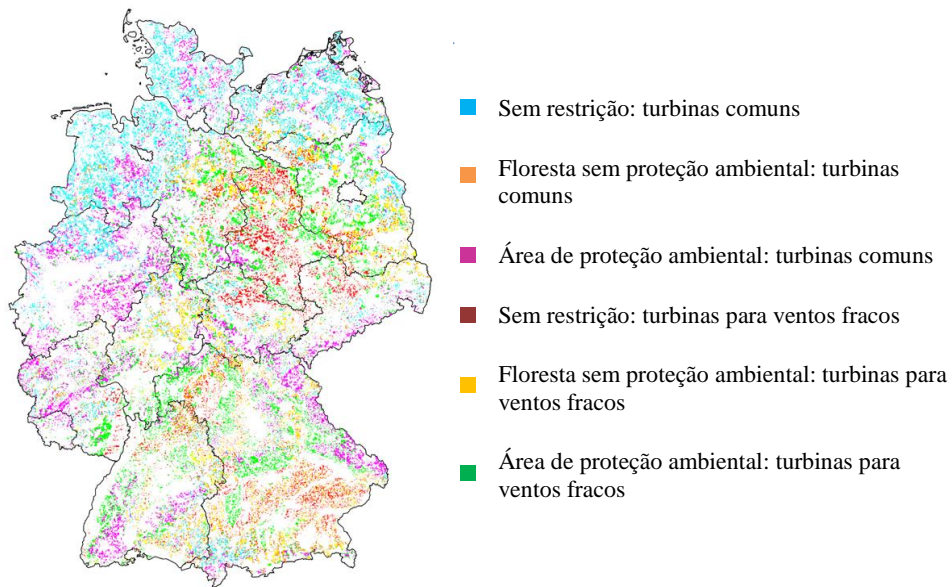 Sem restrição: turbinas comuns
Floresta sem proteção ambiental: turbinas
comuns
Área de proteção ambiental: turbinas comuns
Sem restrição: turbinas para ventos fracos
Floresta sem proteção ambiental: turbinas para
ventos fracos
Área de proteção ambiental: turbinas para
ventos fracos